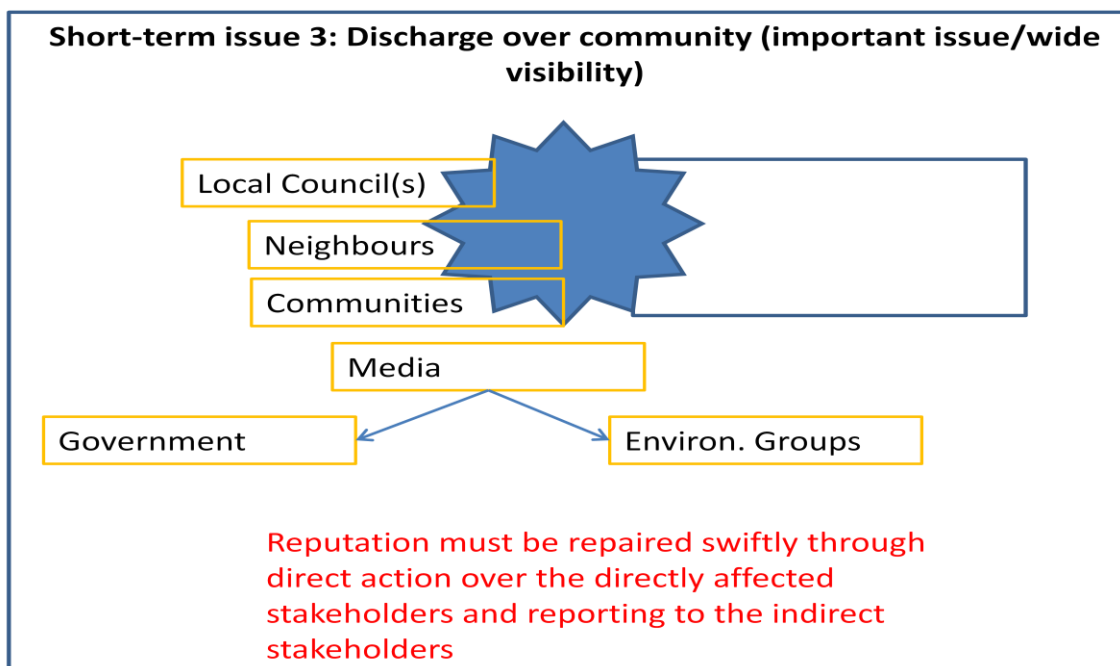 Short-term issue 3: Discharge over community (important issue/wide
visibility)
Local Council(s)
Neighbours
Communities
Media
Government
Environ. Groups
Reputation must be repaired swiftly through
direct action over the directly affected
stakeholders and reporting to the indirect
stakeholders